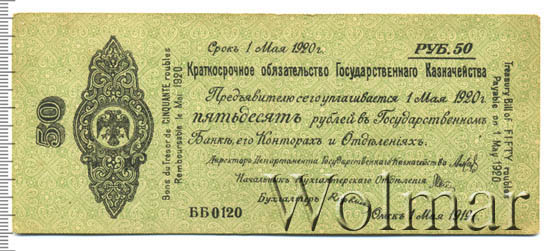 Срокъ 1 Мая 1920г.
РУБ. 50
Краткосрочное обязательство Государственнаго Казначейства
Предъявителю сего уплачивается 1 Мая 1920г.
пятьдесятъ рублей въ Государственномъ
Банкѣ, его Конторахъ и Отдѣленіяхъ.
Директоръ Департамента Государственнаго Казначейства
Начальникъ Бухгалтерскаго Отдѣленія
Бухгалтеръ
ББ0120
Омскъ 1 Мая 1919г.
50
Bons du Trésor de CINQUANTE roubles
Remboursable le 1 Mai 1920
Treasury Bill of FIFTY roubles
Payable on 1 May 1920
Wolmar